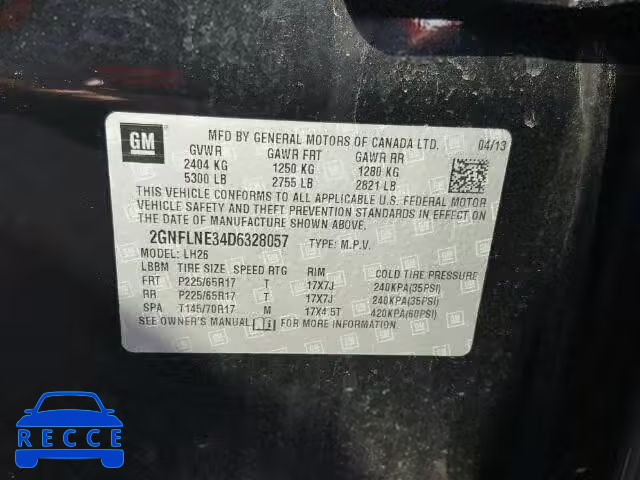 GM
MFD BY GENERAL MOTORS OF CANADA LTD. 04/13
GVWR GAWR FRT GAWR RR
2404 KG 1250 KG 1280 KG
5300 LB 2755 LB 2821 LB
THIS VEHICLE CONFORMS TO ALL APPLICABLE U.S. FEDERAL MOTOR
VEHICLE SAFETY AND THEFT PREVENTION STANDARDS IN EFFECT ON
THE DATE OF MANUFACTURE SHOWN ABOVE.
2GNFLNE34D6328057 TYPE: M.P.V.
MODEL: LH26
LBBM TIRE SIZE SPEED RTG RIM COLD TIRE PRESSURE
FRT P225/65R17 T 17X7J 240KPA(35PSI)
RR P225/65R17 T 17X7J 240KPA(35PSI)
SPA T145/70R17 M 17X4.5T 420KPA(60PSI)
SEE OWNER'S MANUAL FOR MORE INFORMATION.
RECCE